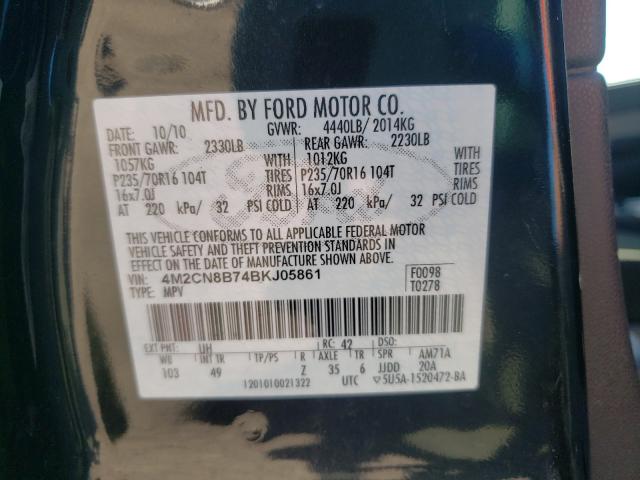 MFD. BY FORD MOTOR CO.
DATE: 10/10 GVWR: 4440LB/ 2014KG
FRONT GAWR: 2330LB REAR GAWR: 2230LB
1057KG WITH 1012KG WITH
P235/70R16 104T TIRES P235/70R16 104T TIRES
16x7.0J RIMS 16x7.0J RIMS
AT 220 kPa/ 32 PSI COLD AT 220 kPa/ 32 PSI COLD
THIS VEHICLE CONFORMS TO ALL APPLICABLE FEDERAL MOTOR
VEHICLE SAFETY AND THEFT PREVENTION STANDARDS IN
EFFECT ON THE DATE OF MANUFACTURE SHOWN ABOVE.
VIN: 4M2CN8B74BKJ05861 F0098
TYPE: MPV T0278
EXT PNT: UH RC: 42 DSO:
WB INT TR TP/PS R AXLE TR SPR AM71A
103 49 Z 35 6 JJDD 20A
1201010021322 UTC ▽5U5A-1520472-BA
Ford